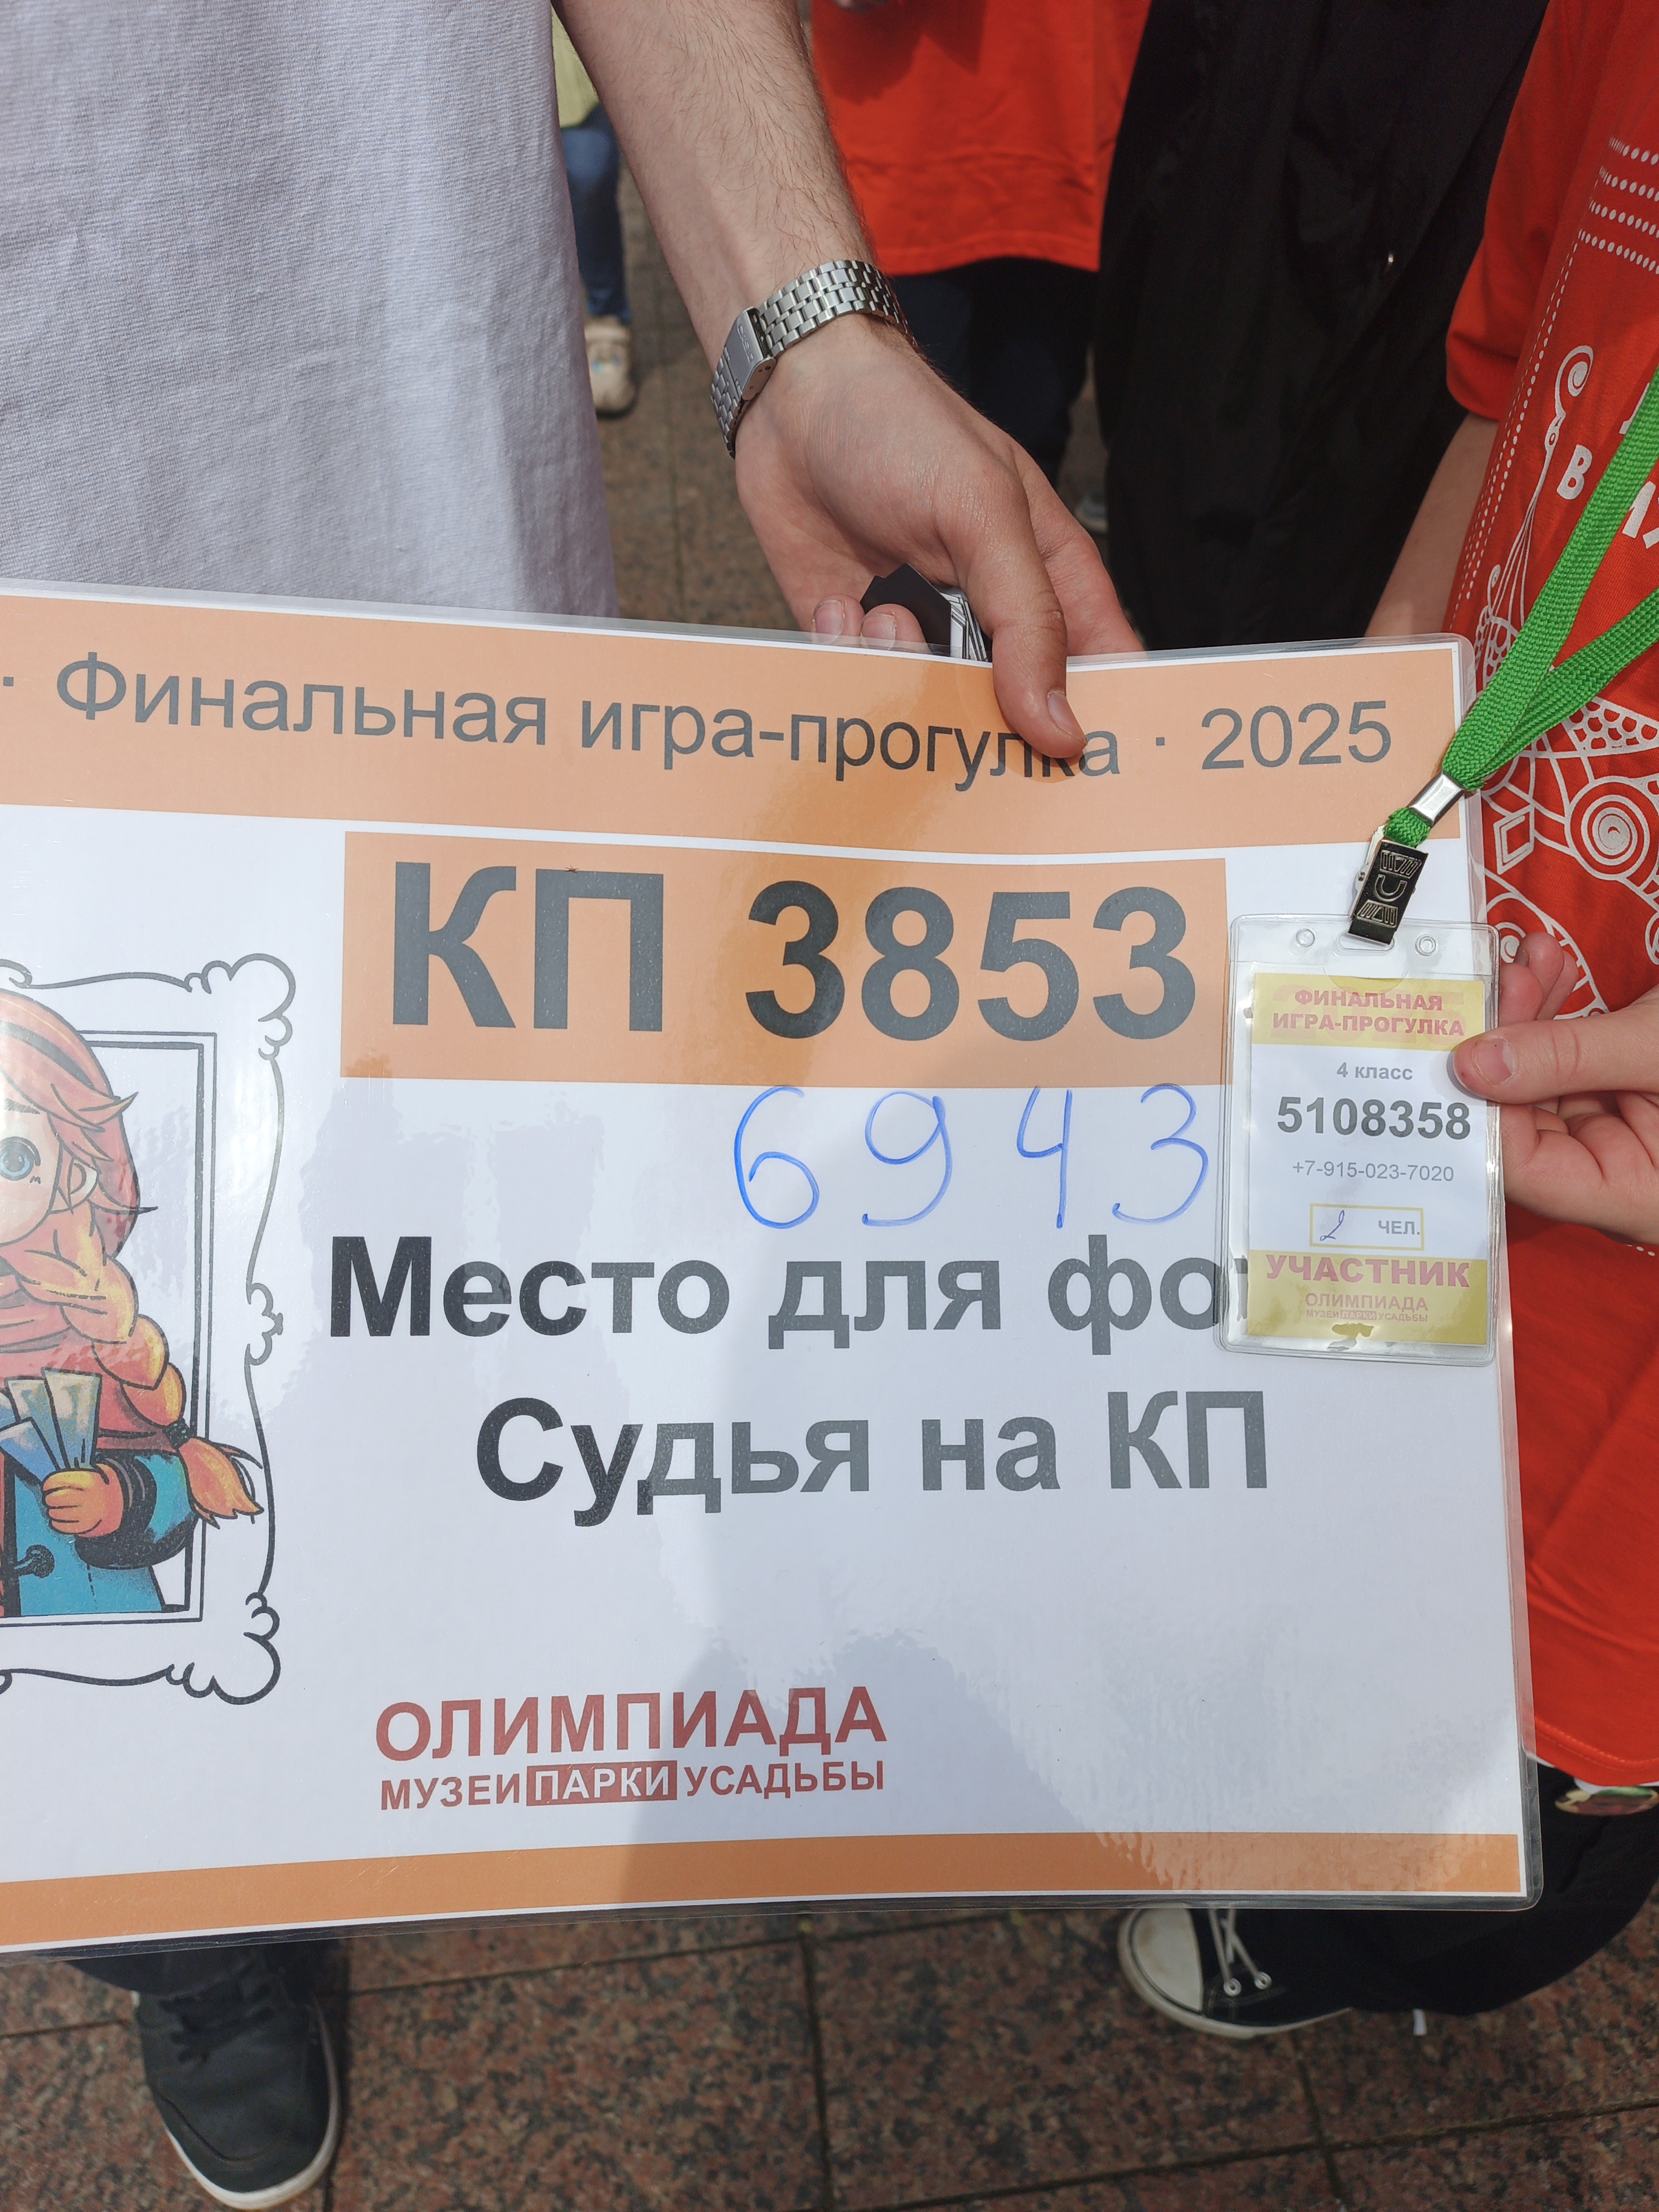 · Финальная игра-прогулка · 2025
КП 3853
6943
Место для фо
Судья на КП
ОЛИМПИАДА
МУЗЕИ ПАРКИ УСАДЬБЫ
ФИНАЛЬНАЯ
ИГРА-ПРОГУЛКА
4 класс
5108358
+7-915-023-7020
2 ЧЕЛ.
УЧАСТНИК
ОЛИМПИАДА
МУЗЕИ ПАРКИ УСАДЬБЫ
В